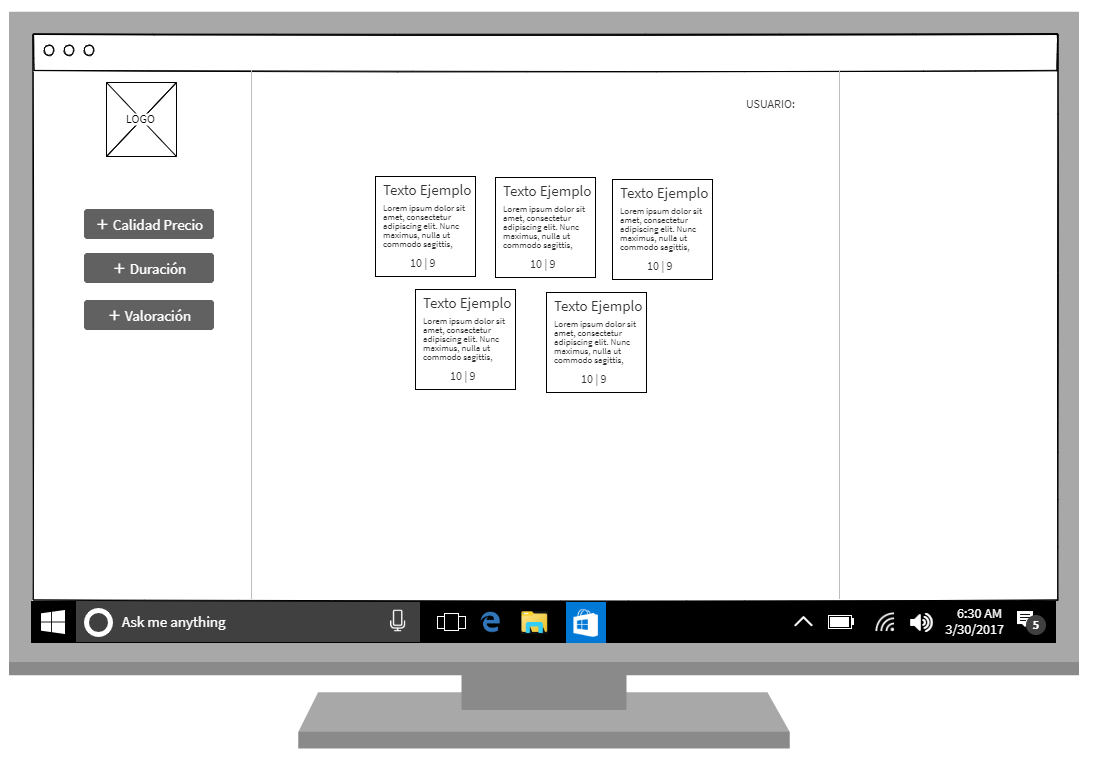 LOGO
USUARIO:
+ Calidad Precio
+ Duración
+ Valoración
Texto Ejemplo
Lorem ipsum dolor sit
amet, consectetur
adipiscing elit. Nunc
maximus, nulla ut
commodo sagittis,
10 | 9
Texto Ejemplo
Lorem ipsum dolor sit
amet, consectetur
adipiscing elit. Nunc
maximus, nulla ut
commodo sagittis,
10 | 9
Texto Ejemplo
Lorem ipsum dolor sit
amet, consectetur
adipiscing elit. Nunc
maximus, nulla ut
commodo sagittis,
10 | 9
Texto Ejemplo
Lorem ipsum dolor sit
amet, consectetur
adipiscing elit. Nunc
maximus, nulla ut
commodo sagittis,
10 | 9
Texto Ejemplo
Lorem ipsum dolor sit
amet, consectetur
adipiscing elit. Nunc
maximus, nulla ut
commodo sagittis,
10 | 9
Ask me anything
6:30 AM
3/30/2017
5